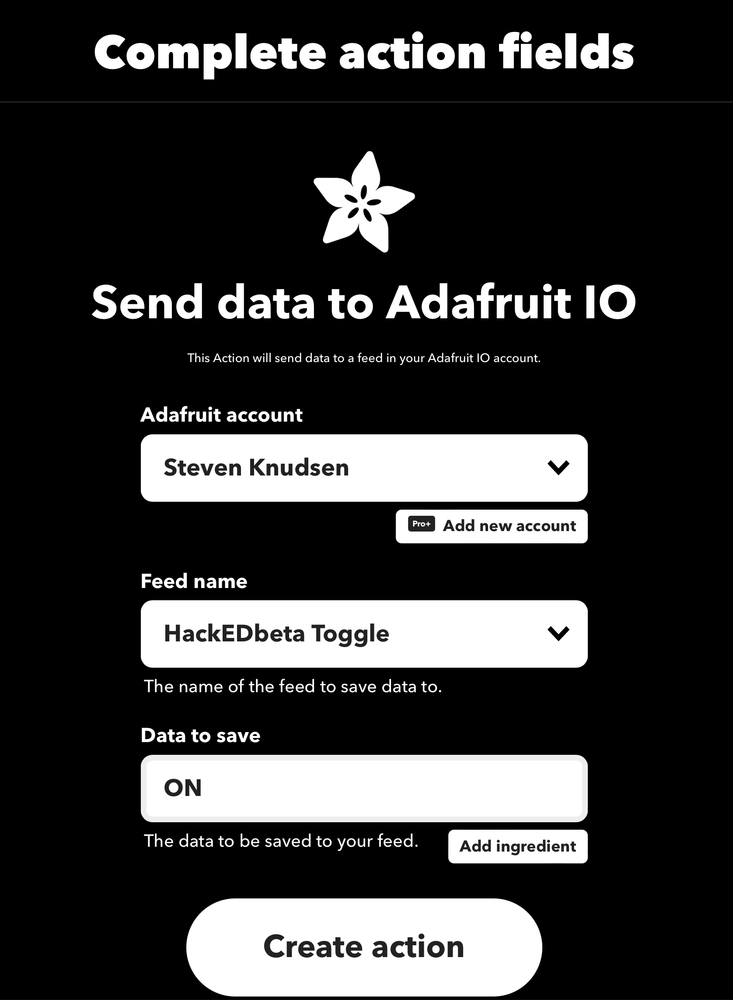 Complete action fields
Send data to Adafruit IO
This Action will send data to a feed in your Adafruit IO account.
Adafruit account
Steven Knudsen
Pro+ Add new account
Feed name
HackEDbeta Toggle
The name of the feed to save data to.
Data to save
ON
The data to be saved to your feed.
Add ingredient
Create action